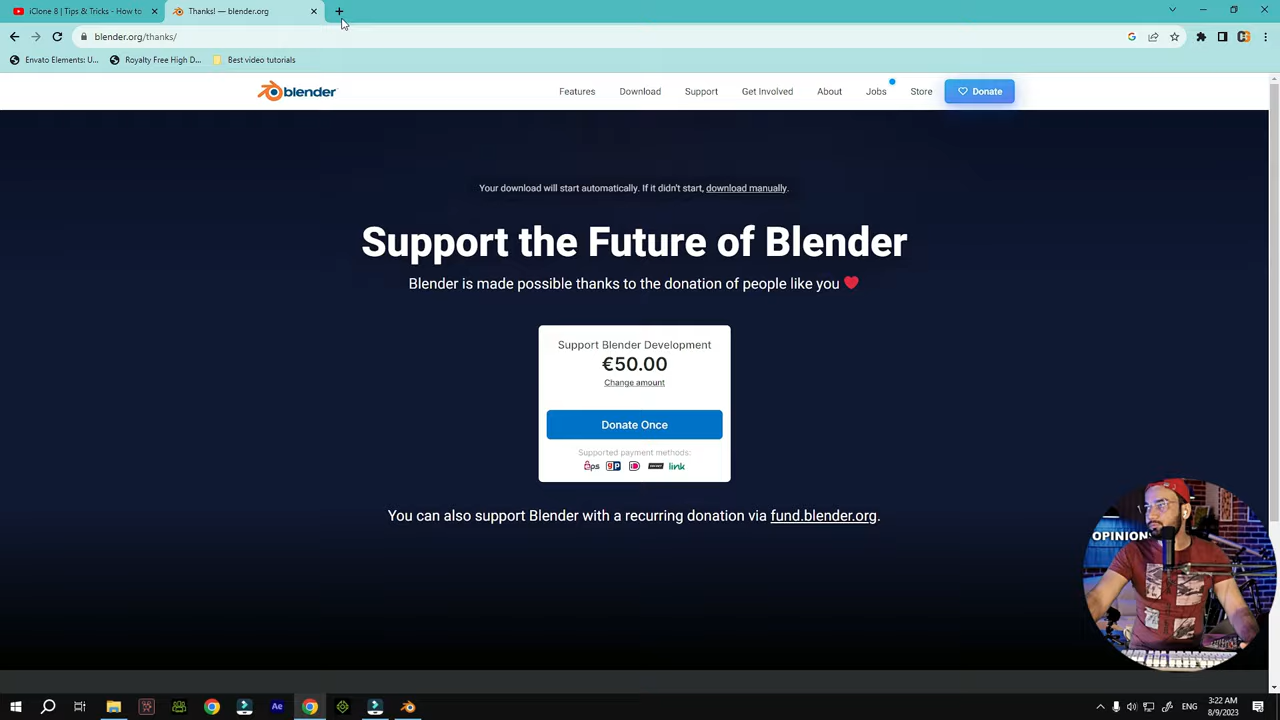 iClone 8 | Tips & Tricks - How to
Thanks! — blender.org
blender.org/thanks/
Envato Elements: U...
Royalty Free High D...
Best video tutorials
blender
Features
Download
Support
Get Involved
About
Jobs
Store
Donate
Your download will start automatically. If it didn't start, download manually.
Support the Future of Blender
Blender is made possible thanks to the donation of people like you
Support Blender Development
€50.00
Change amount
Donate Once
Supported payment methods:
eps
link
You can also support Blender with a recurring donation via fund.blender.org.
OPINION
Ae
ENG
3:22 AM
8/9/2023